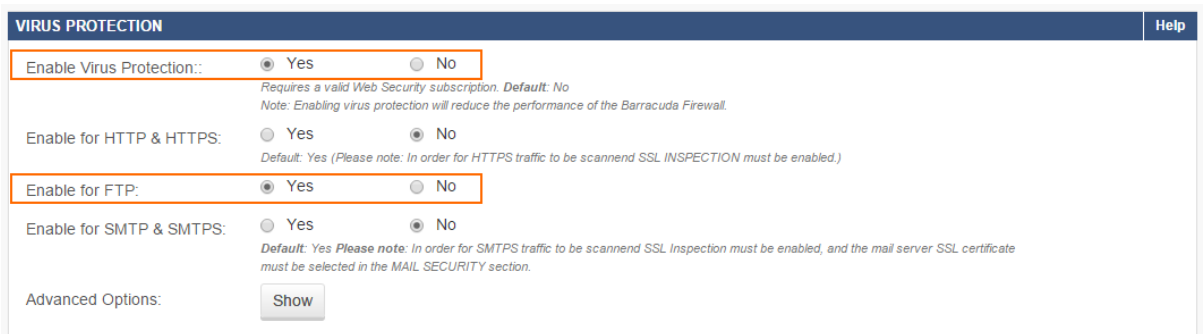 VIRUS PROTECTION Help
Enable Virus Protection:: Yes No
Requires a valid Web Security subscription. Default: No
Note: Enabling virus protection will reduce the performance of the Barracuda Firewall.
Enable for HTTP & HTTPS: Yes No
Default: Yes (Please note: In order for HTTPS traffic to be scannend SSL INSPECTION must be enabled.)
Enable for FTP: Yes No
Enable for SMTP & SMTPS: Yes No
Default: Yes Please note: In order for SMTPS traffic to be scannend SSL Inspection must be enabled, and the mail server SSL certificate
must be selected in the MAIL SECURITY section.
Advanced Options: Show